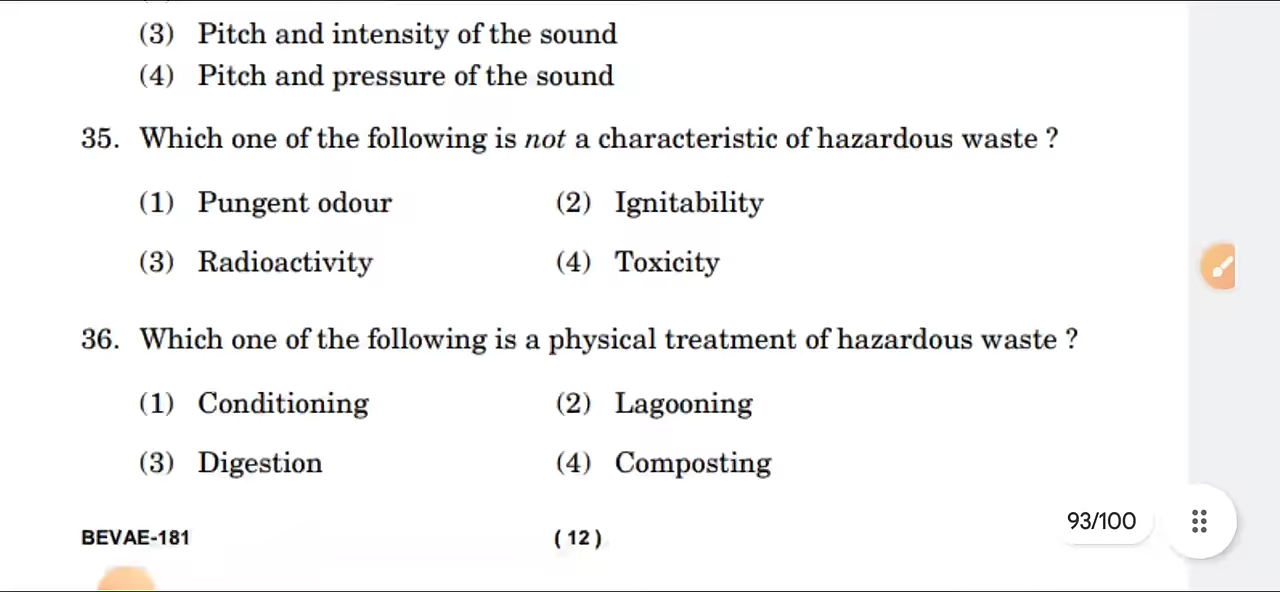 (3) Pitch and intensity of the sound
(4) Pitch and pressure of the sound
35. Which one of the following is not a characteristic of hazardous waste ?
(1) Pungent odour (2) Ignitability
(3) Radioactivity (4) Toxicity
36. Which one of the following is a physical treatment of hazardous waste ?
(1) Conditioning (2) Lagooning
(3) Digestion (4) Composting
93/100
BEVAE-181 ( 12 )